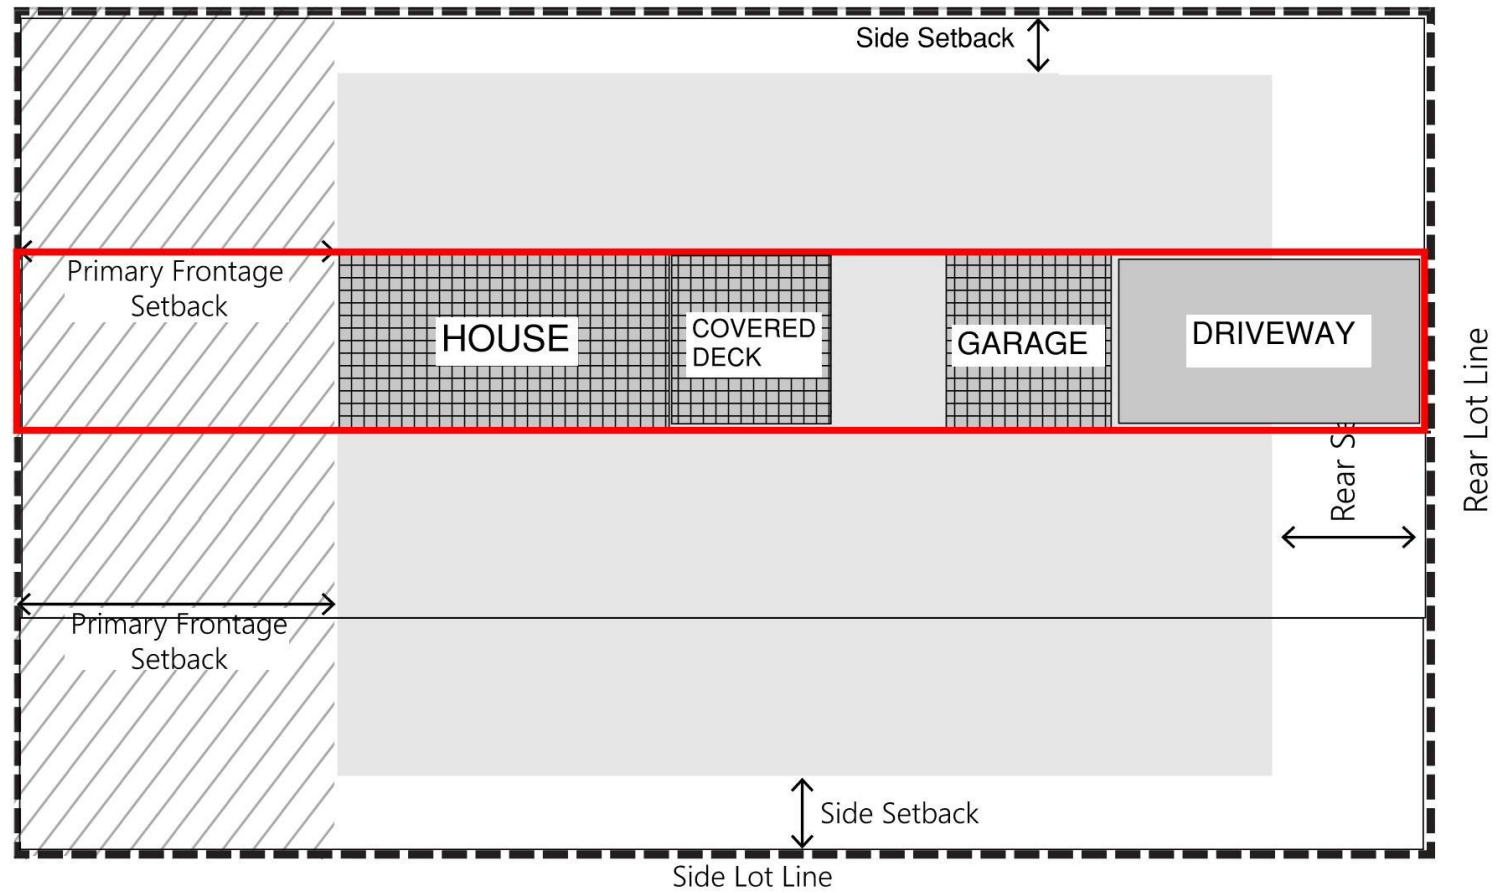 Side Setback
Primary Frontage
Setback
HOUSE
COVERED
DECK
GARAGE
DRIVEWAY
Rear
Rear Lot Line
Primary Frontage
Setback
Side Setback
Side Lot Line